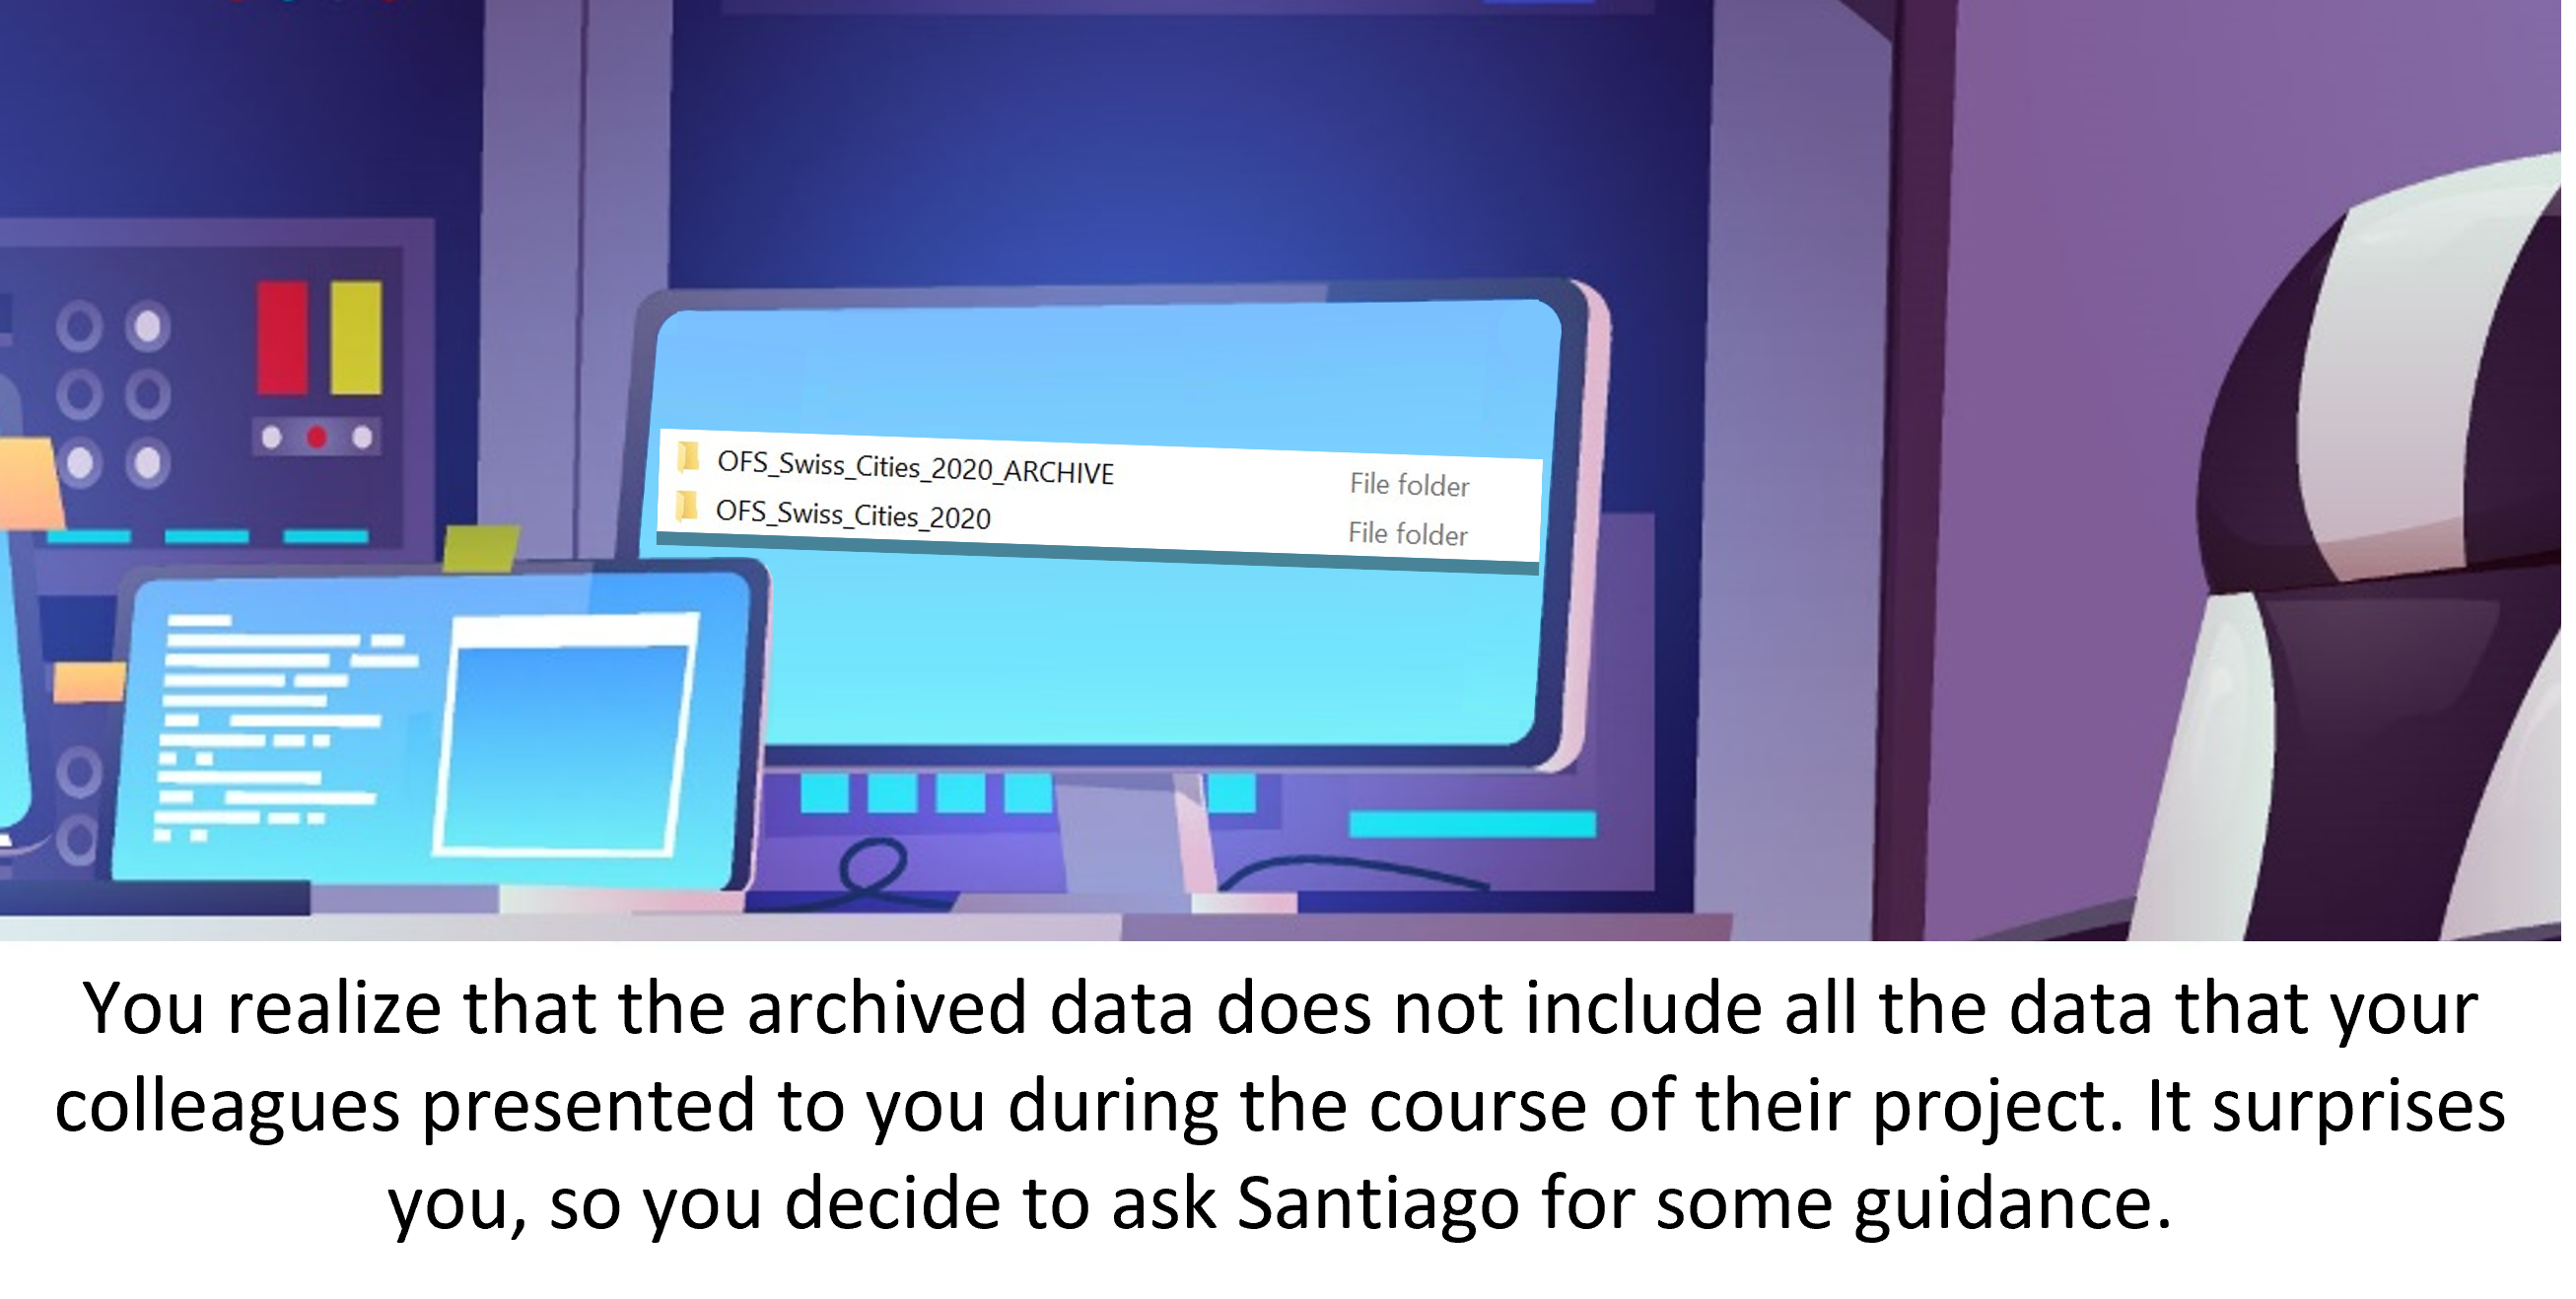 OFS_Swiss_Cities_2020_ARCHIVE File folder
OFS_Swiss_Cities_2020 File folder
You realize that the archived data does not include all the data that your
colleagues presented to you during the course of their project. It surprises
you, so you decide to ask Santiago for some guidance.